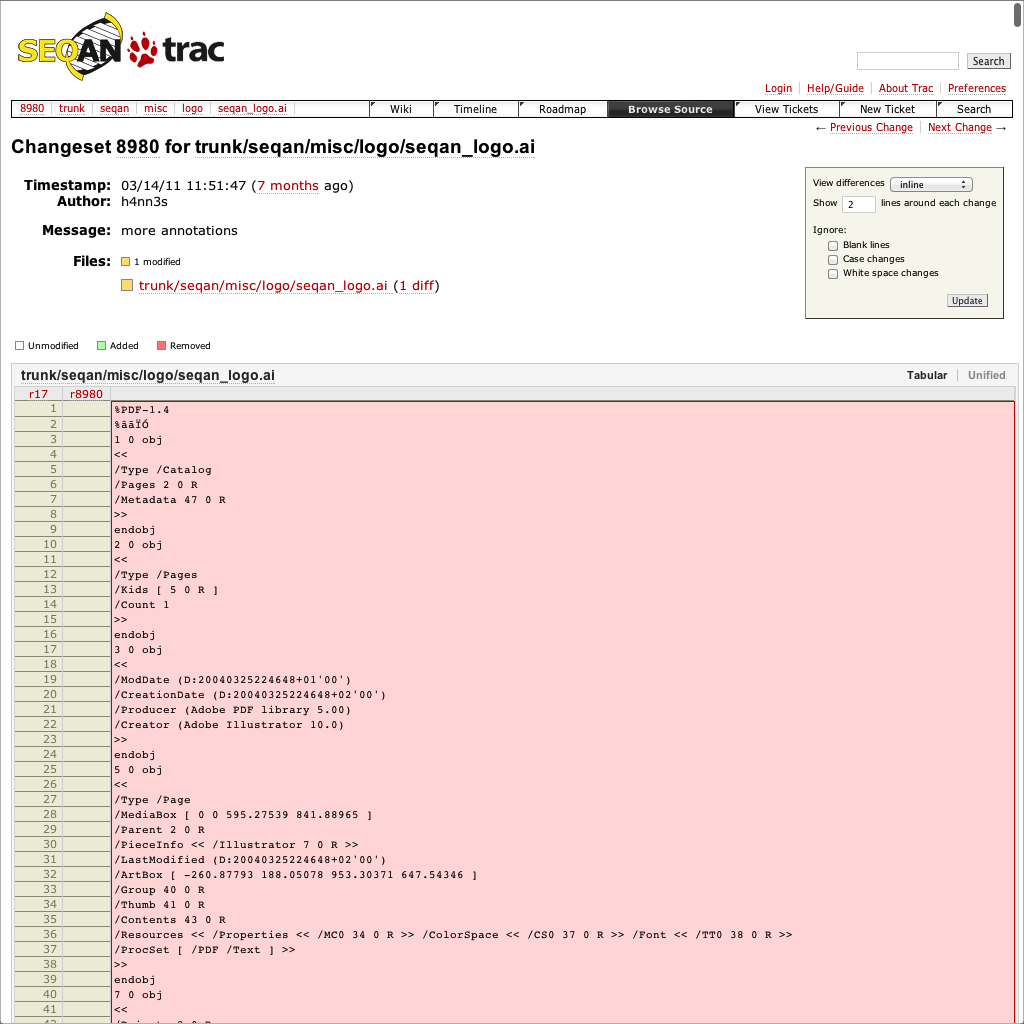 SEQAN trac
Search
Login Help/Guide About Trac Preferences
8980 trunk seqan misc logo seqan_logo.ai Wiki Timeline Roadmap Browse Source View Tickets New Ticket Search
← Previous Change Next Change →
Changeset 8980 for trunk/seqan/misc/logo/seqan_logo.ai
Timestamp: 03/14/11 11:51:47 (7 months ago)
Author: h4nn3s
Message: more annotations
Files: 1 modified
trunk/seqan/misc/logo/seqan_logo.ai (1 diff)
View differences inline
Show 2 lines around each change
Ignore:
Blank lines
Case changes
White space changes
Update
Unmodified Added Removed
trunk/seqan/misc/logo/seqan_logo.ai Tabular Unified
r17 r8980
1 %PDF-1.4
2 %âãÏÓ
3 1 0 obj
4 <<
5 /Type /Catalog
6 /Pages 2 0 R
7 /Metadata 47 0 R
8 >>
9 endobj
10 2 0 obj
11 <<
12 /Type /Pages
13 /Kids [ 5 0 R ]
14 /Count 1
15 >>
16 endobj
17 3 0 obj
18 <<
19 /ModDate (D:20040325224648+01'00')
20 /CreationDate (D:20040325224648+02'00')
21 /Producer (Adobe PDF library 5.00)
22 /Creator (Adobe Illustrator 10.0)
23 >>
24 endobj
25 5 0 obj
26 <<
27 /Type /Page
28 /MediaBox [ 0 0 595.27539 841.88965 ]
29 /Parent 2 0 R
30 /PieceInfo << /Illustrator 7 0 R >>
31 /LastModified (D:20040325224648+02'00')
32 /ArtBox [ -260.87793 188.05078 953.30371 647.54346 ]
33 /Group 40 0 R
34 /Thumb 41 0 R
35 /Contents 43 0 R
36 /Resources << /Properties << /MC0 34 0 R >> /ColorSpace << /CS0 37 0 R >> /Font << /TT0 38 0 R >>
37 /ProcSet [ /PDF /Text ] >>
38 >>
39 endobj
40 7 0 obj
41 <<